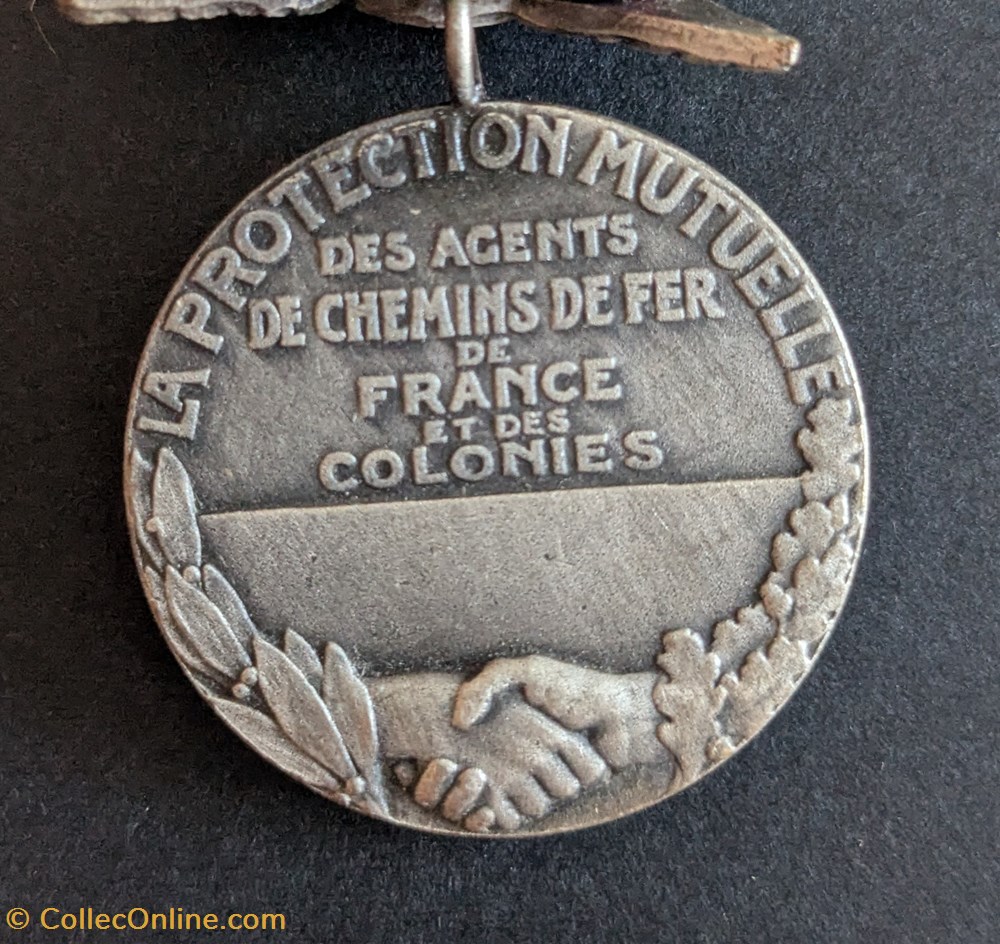 LA PROTECTION MUTUELLE
DES AGENTS
DE CHEMINS DE FER
DE
FRANCE
ET DES
COLONIES
© CollecOnline.com